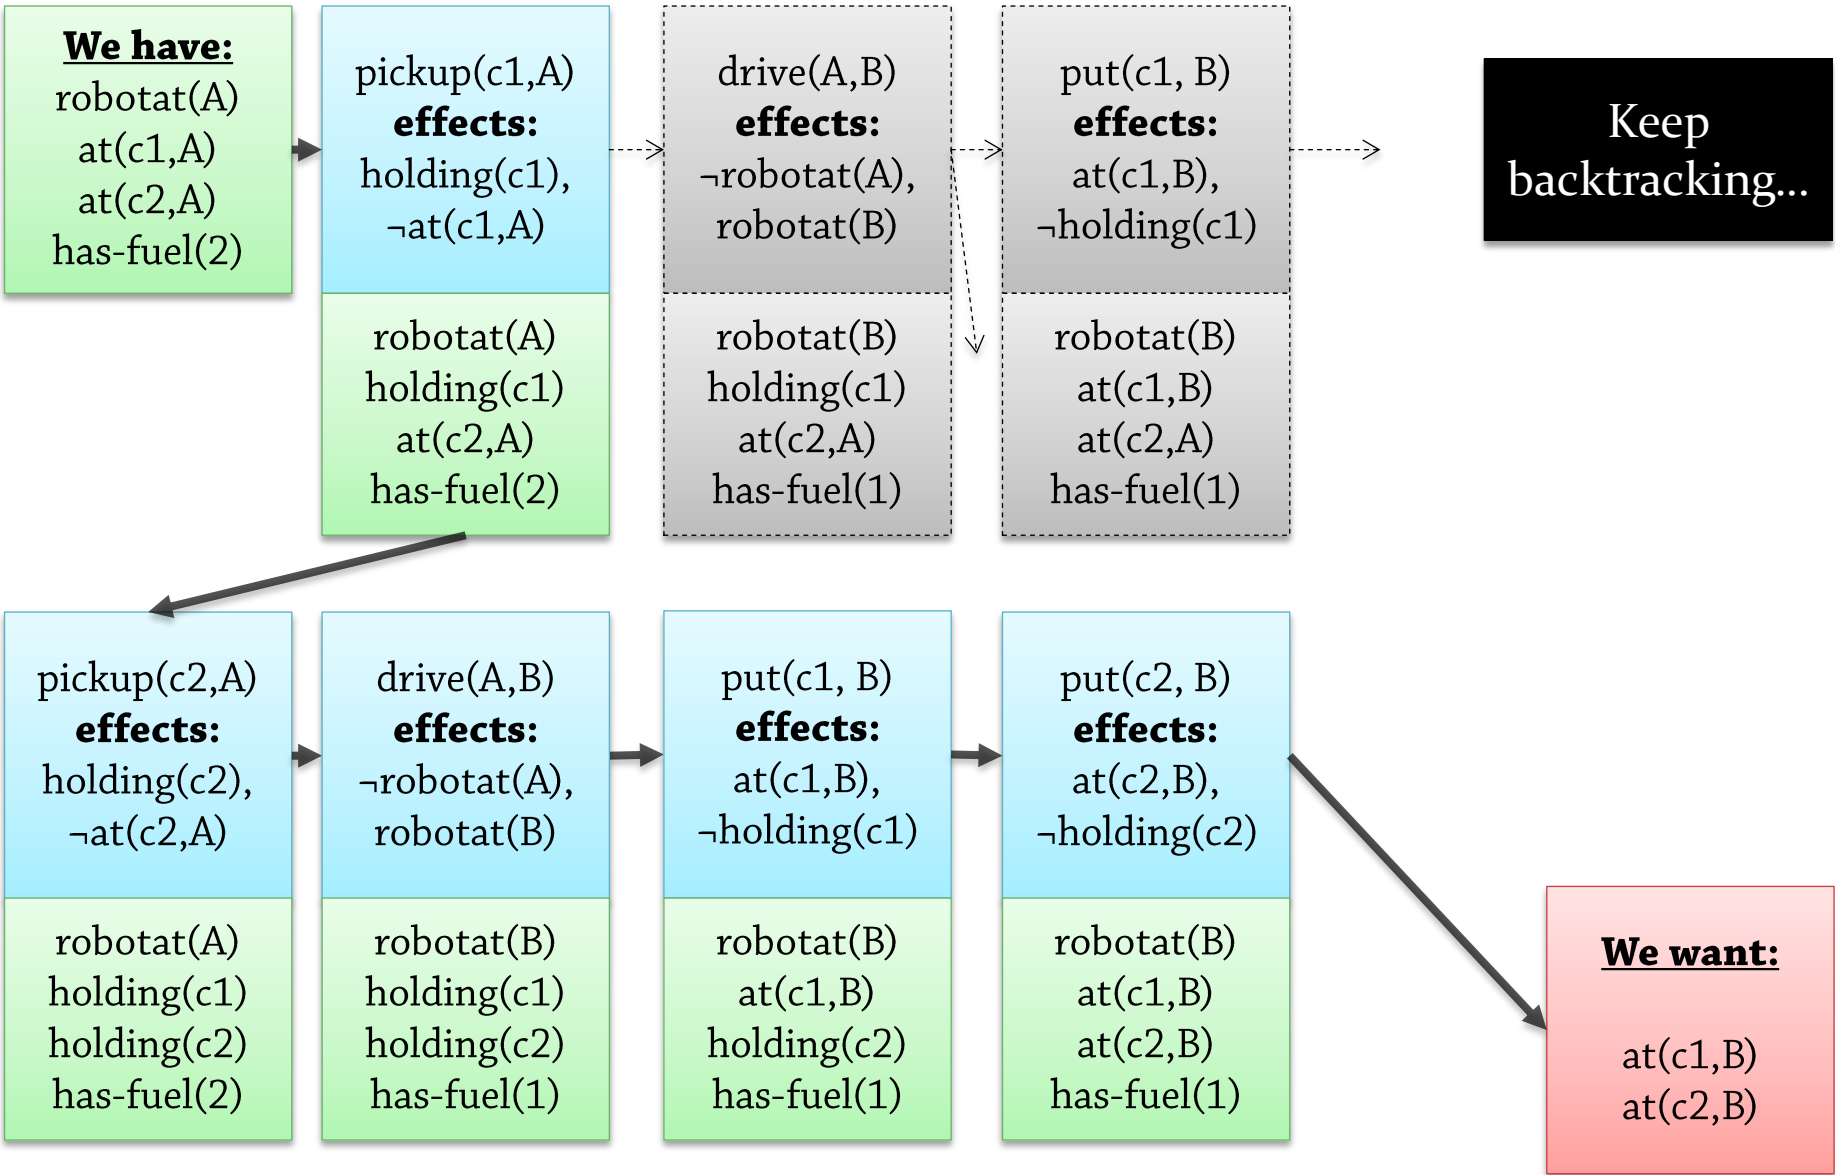 We have:
robotat(A)
at(c1,A)
at(c2,A)
has-fuel(2)
pickup(c1,A)
effects:
holding(c1),
¬at(c1,A)
robotat(A)
holding(c1)
at(c2,A)
has-fuel(2)
drive(A,B)
effects:
¬robotat(A),
robotat(B)
robotat(B)
holding(c1)
at(c2,A)
has-fuel(1)
put(c1, B)
effects:
at(c1,B),
¬holding(c1)
robotat(B)
at(c1,B)
at(c2,A)
has-fuel(1)
Keep
backtracking...
pickup(c2,A)
effects:
holding(c2),
¬at(c2,A)
robotat(A)
holding(c1)
holding(c2)
has-fuel(2)
drive(A,B)
effects:
¬robotat(A),
robotat(B)
robotat(B)
holding(c1)
holding(c2)
has-fuel(1)
put(c1, B)
effects:
at(c1,B),
¬holding(c1)
robotat(B)
at(c1,B)
holding(c2)
has-fuel(1)
put(c2, B)
effects:
at(c2,B),
¬holding(c2)
robotat(B)
at(c1,B)
at(c2,B)
has-fuel(1)
We want:
at(c1,B)
at(c2,B)